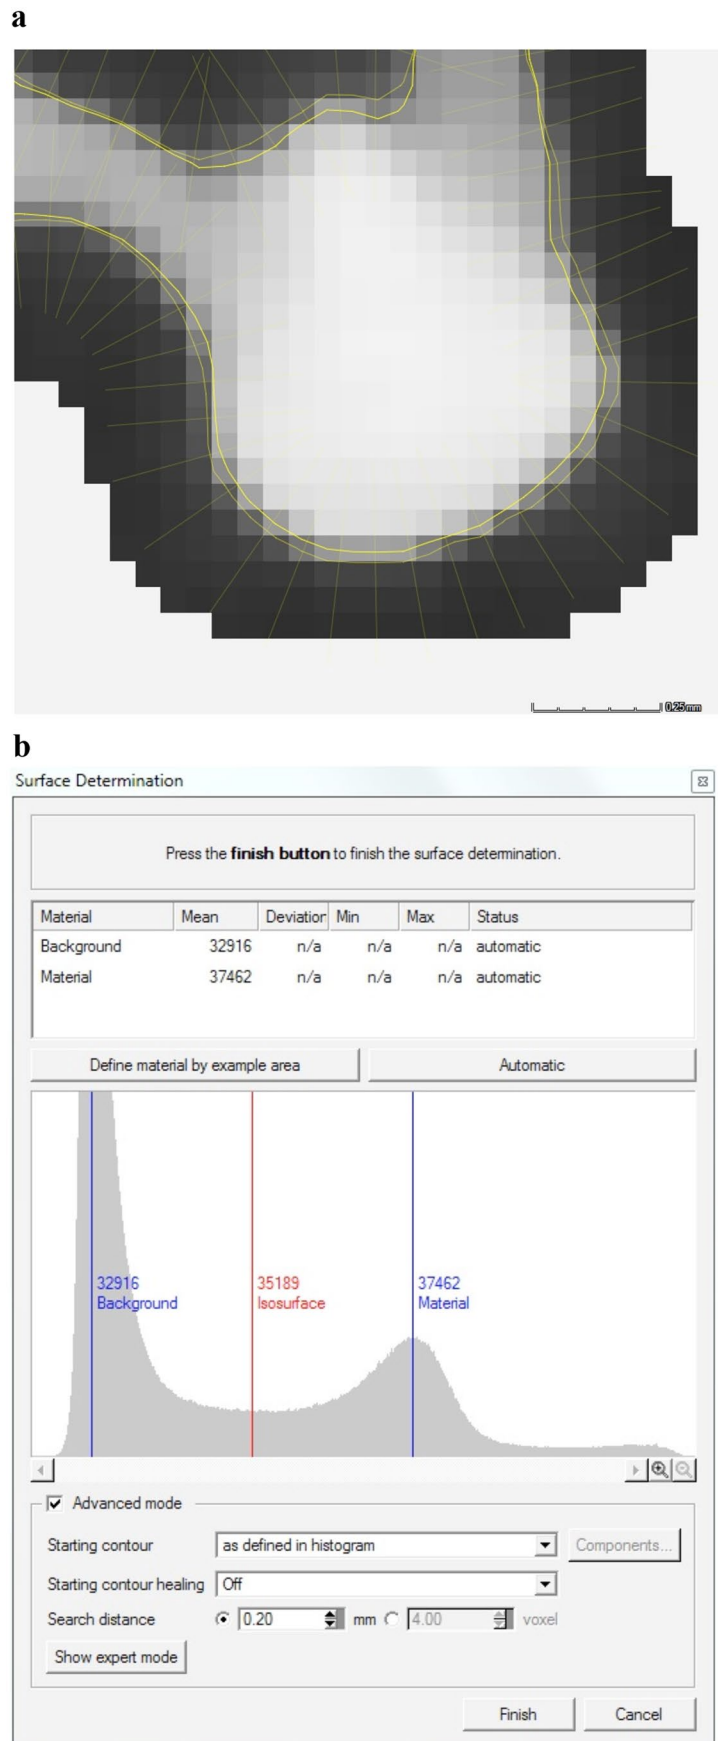 a
0.25 mm
b
Surface Determination
Press the finish button to finish the surface determination.
Material Mean Deviation Min Max Status
Background 32916 n/a n/a n/a automatic
Material 37462 n/a n/a n/a automatic
Define material by example area Automatic
32916 35189 37462
Background Isosurface Material
Advanced mode
Starting contour as defined in histogram Components...
Starting contour healing Off
Search distance 0.20 mm 4.00 voxel
Show expert mode
Finish Cancel